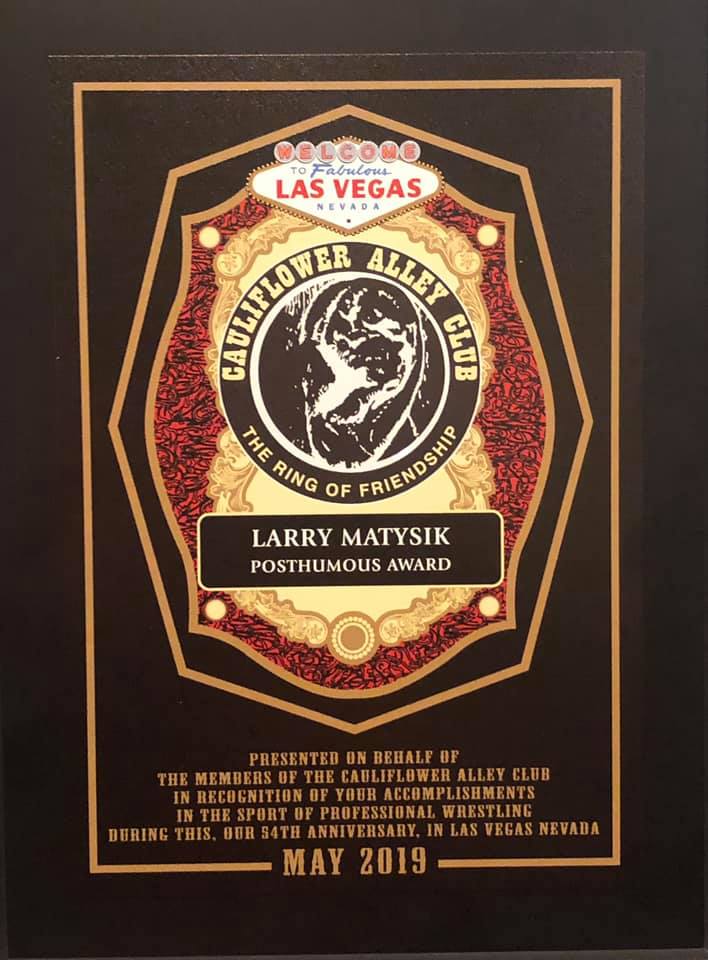 WELCOME
TO Fabulous
LAS VEGAS
NEVADA
CAULIFLOWER ALLEY CLUB
THE RING OF FRIENDSHIP
LARRY MATYSIK
POSTHUMOUS AWARD
PRESENTED ON BEHALF OF
THE MEMBERS OF THE CAULIFLOWER ALLEY CLUB
IN RECOGNITION OF YOUR ACCOMPLISHMENTS
IN THE SPORT OF PROFESSIONAL WRESTLING
DURING THIS, OUR 54TH ANNIVERSARY, IN LAS VEGAS NEVADA
MAY 2019